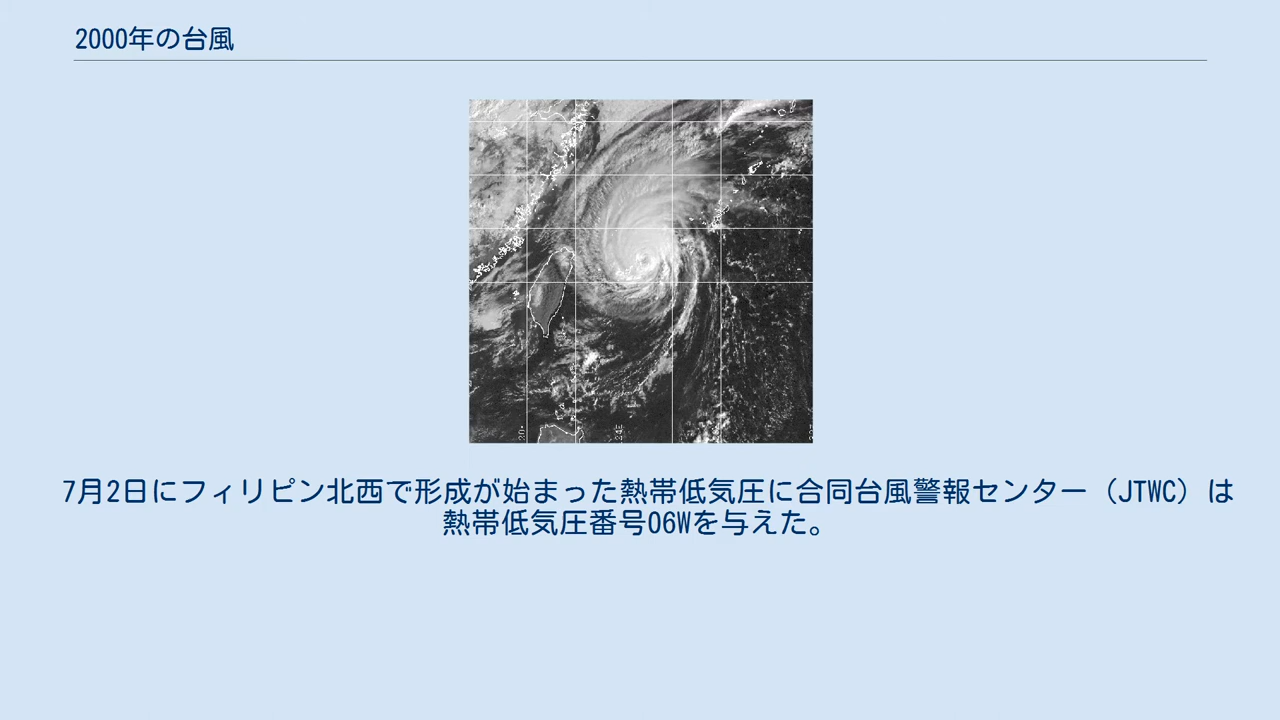 2000年の台風
7月2日にフィリピン北西で形成が始まった熱帯低気圧に合同台風警報センター（JTWC）は
熱帯低気圧番号06Wを与えた。